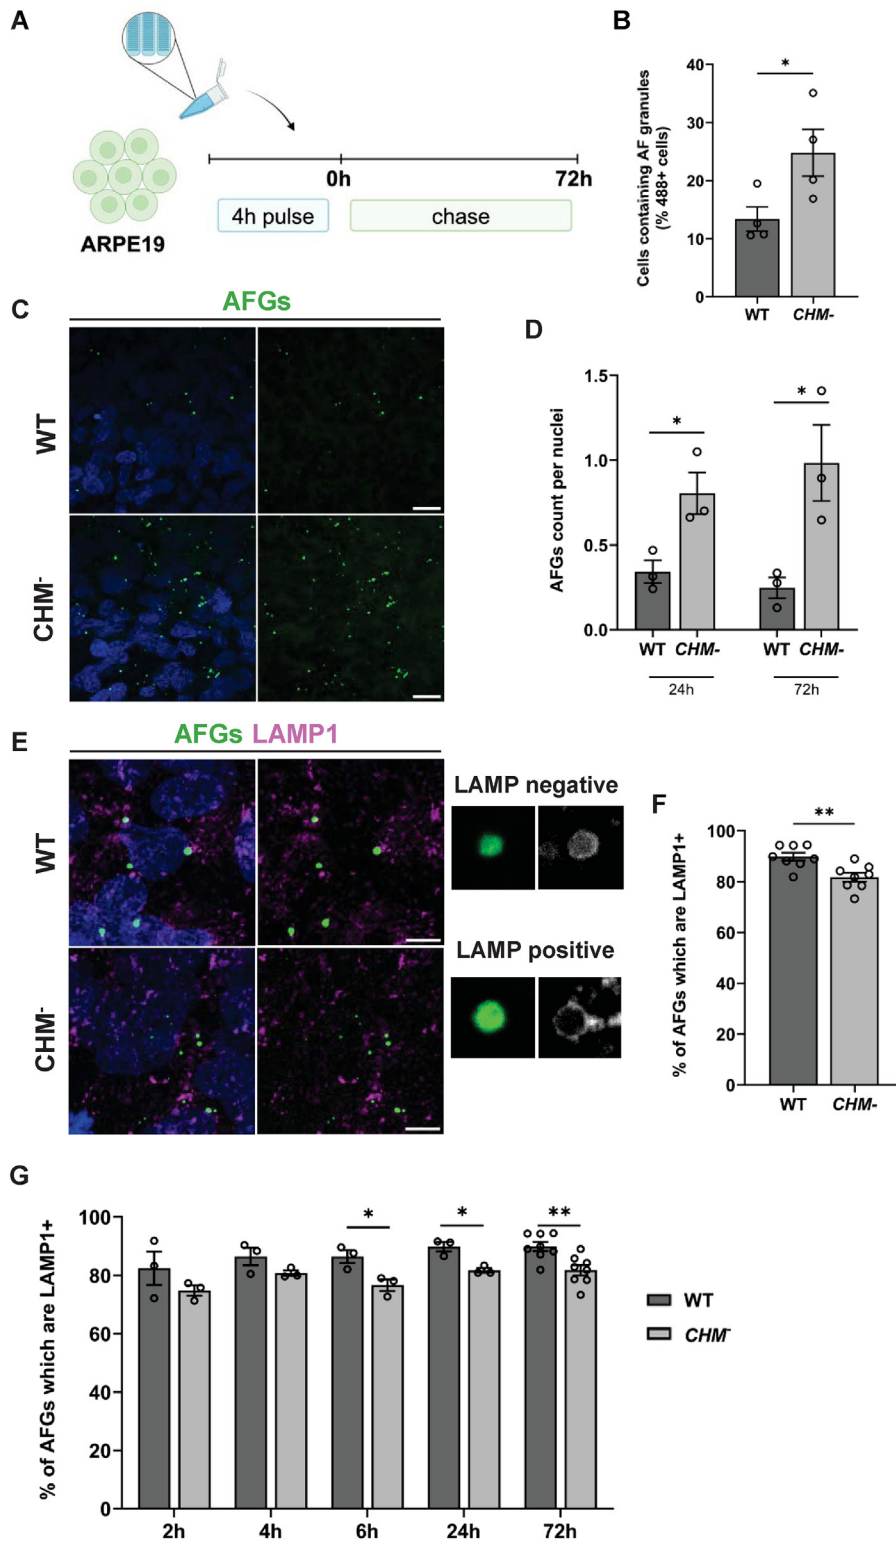 A
0h
72h
4h pulse
chase
ARPE19
B
Cells containing AF granules
(% 488+ cells)
40
30
20
10
0
*
WT
CHM-
C
AFGs
WT
CHM-
D
AFGs count per nuclei
1.5
1.0
0.5
0.0
*
*
WT
CHM-
WT
CHM-
24h
72h
E
AFGs LAMP1
WT
CHM-
LAMP negative
LAMP positive
F
% of AFGs which are LAMP1+
100
80
60
40
20
0
**
WT
CHM-
G
% of AFGs which are LAMP1+
100
80
60
40
20
0
*
*
**
2h
4h
6h
24h
72h
WT
CHM-